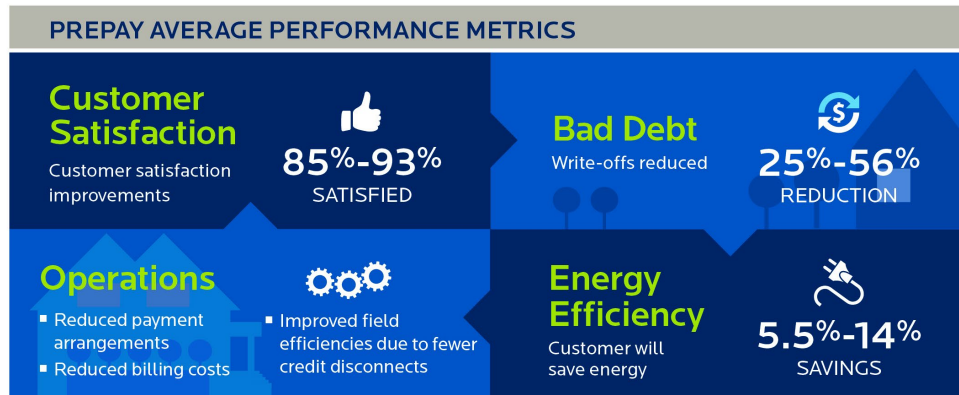 PREPAY AVERAGE PERFORMANCE METRICS
Customer
Satisfaction
Customer satisfaction
improvements
85%-93%
SATISFIED
Bad Debt
Write-offs reduced
$
25%-56%
REDUCTION
Operations
▪ Reduced payment
arrangements
▪ Reduced billing costs
▪ Improved field
efficiencies due to fewer
credit disconnects
Energy
Efficiency
Customer will
save energy
5.5%-14%
SAVINGS